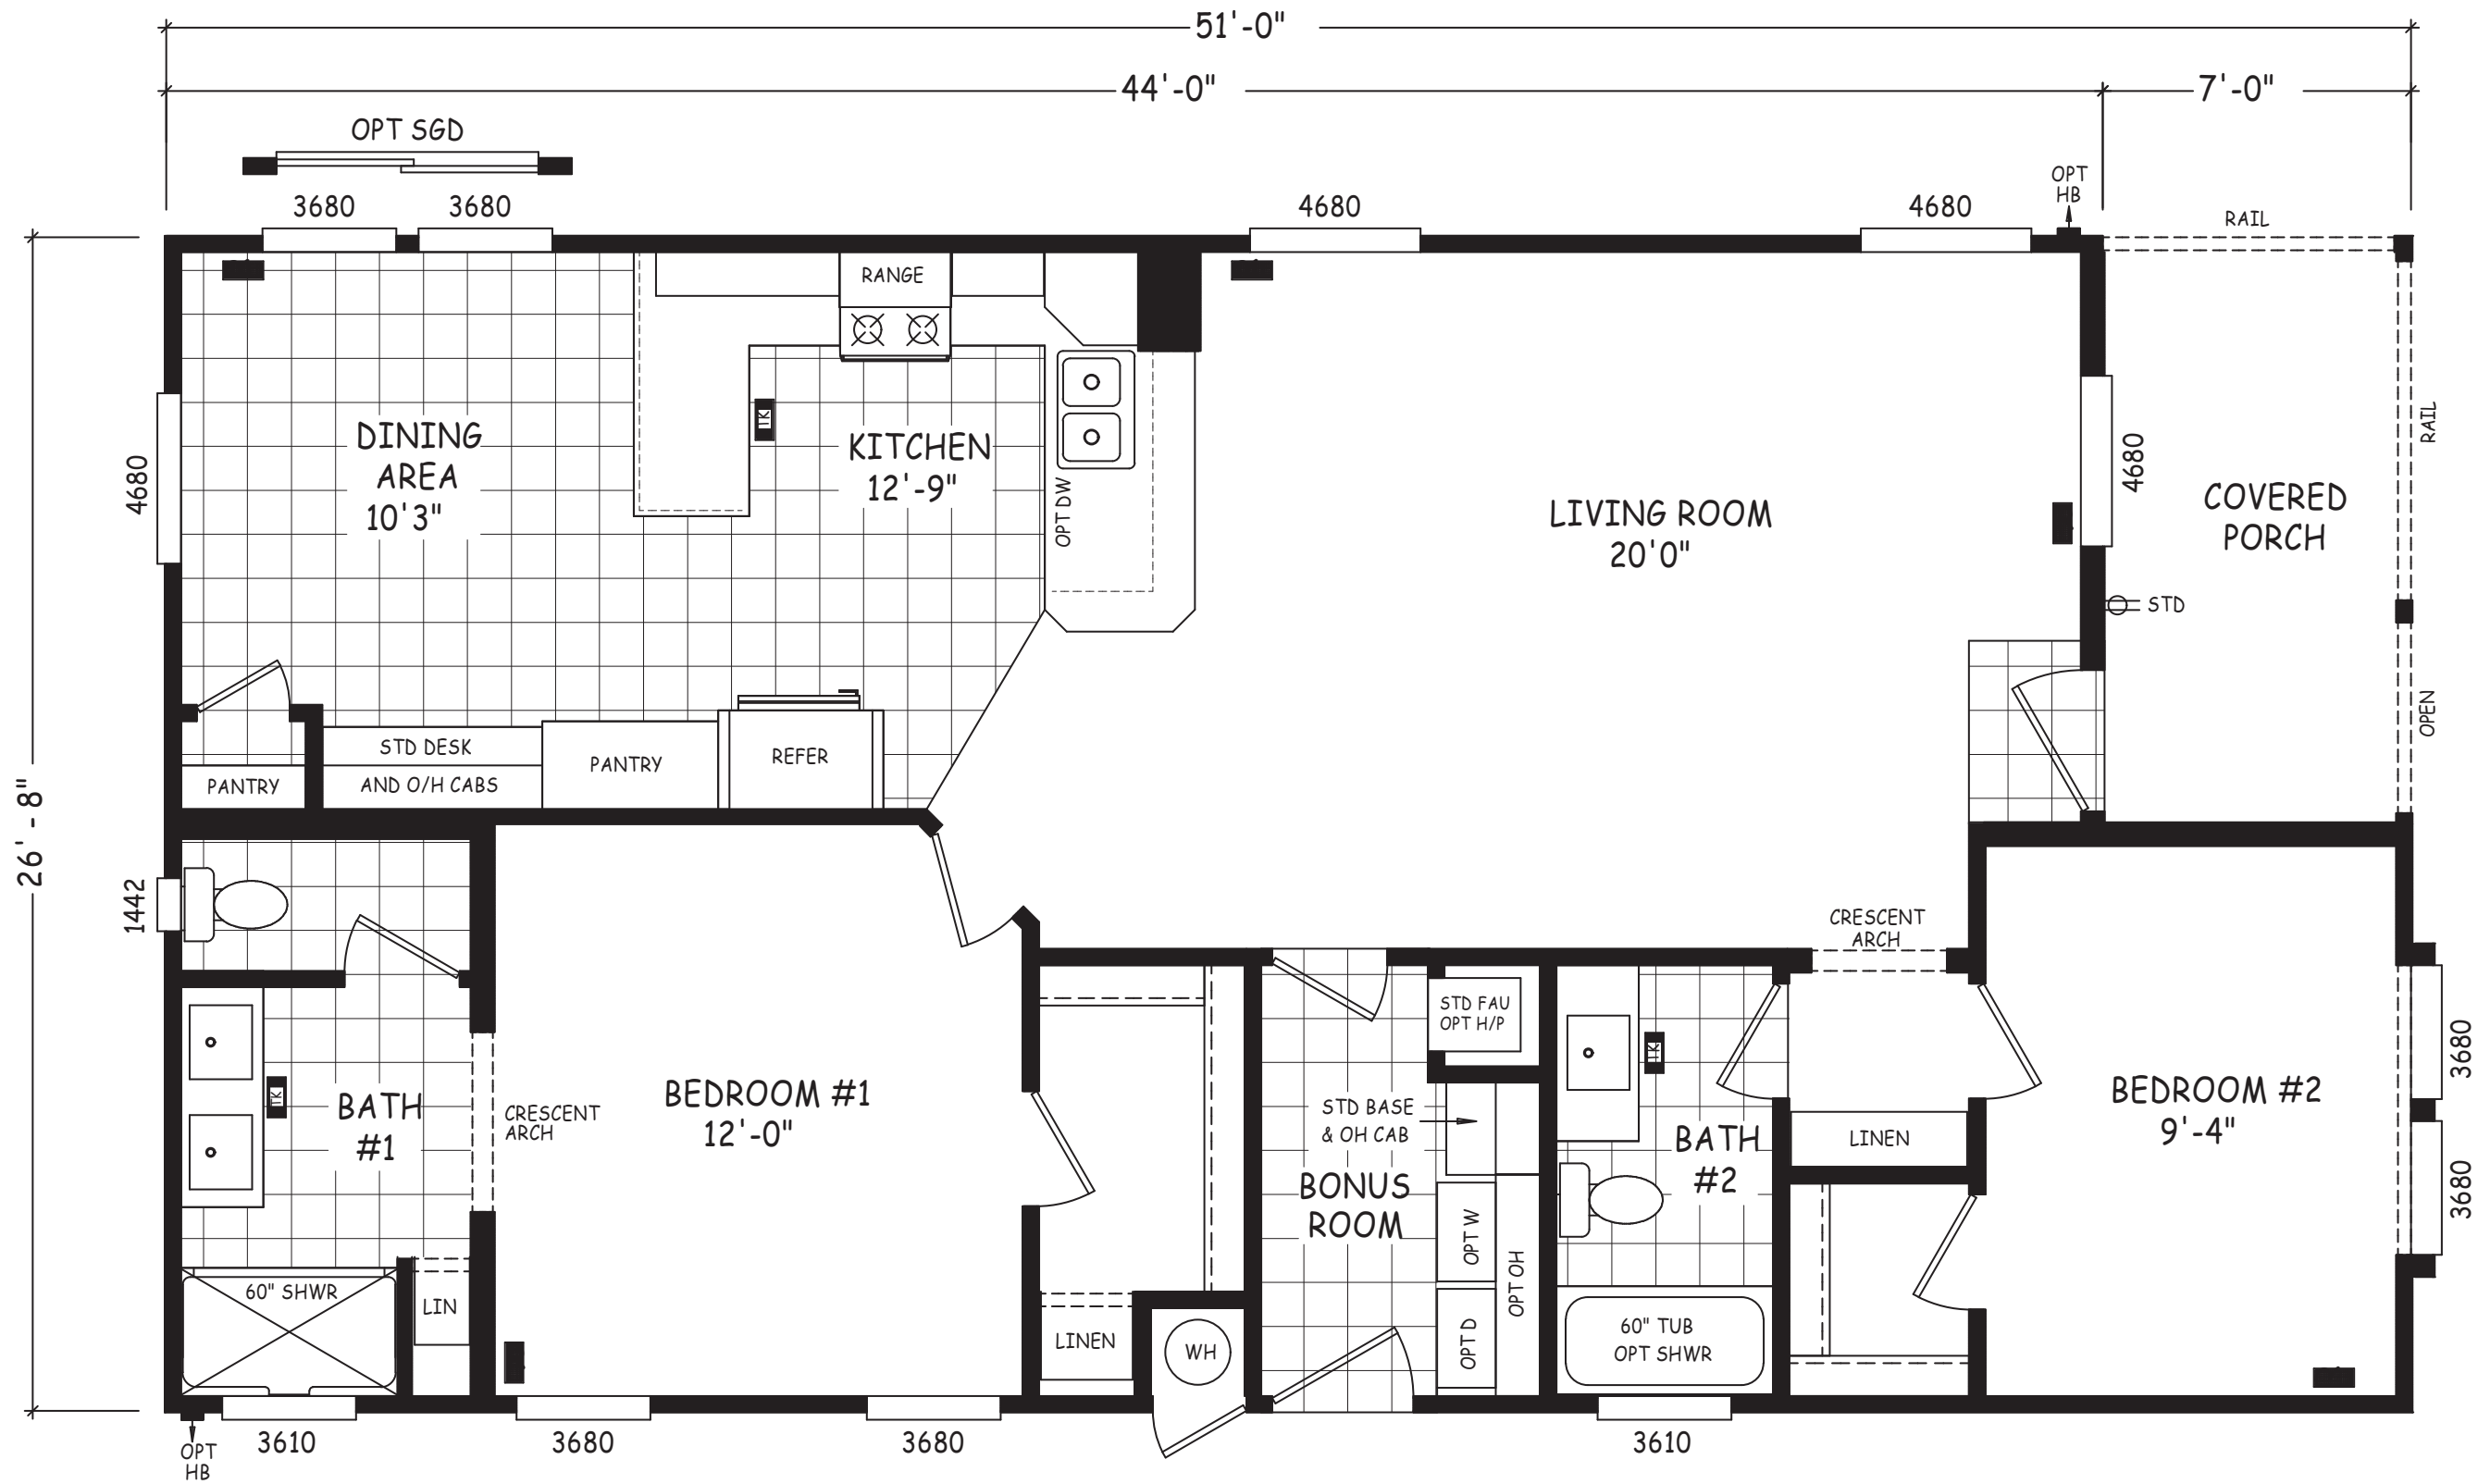 51'-0"
44'-0"
7'-0"
OPT SGD
3680
3680
4680
4680
OPT
HB
RAIL
RANGE
DINING
AREA
10'3"
TK
KITCHEN
12'-9"
OPT DW
LIVING ROOM
20'0"
4680
4680
COVERED
PORCH
RAIL
STD
OPEN
STD DESK
AND O/H CABS
PANTRY
PANTRY
REFER
26'-8"
1442
CRESCENT
ARCH
STD FAU
OPT H/P
TK
BATH
#1
TK
CRESCENT
ARCH
BEDROOM #1
12'-0"
STD BASE
& OH CAB
BONUS
ROOM
BATH
#2
LINEN
BEDROOM #2
9'-4"
3680
3680
OPT W
OPT OH
OPT D
60" SHWR
LIN
LINEN
WH
60" TUB
OPT SHWR
OPT
HB
3610
3680
3680
3610